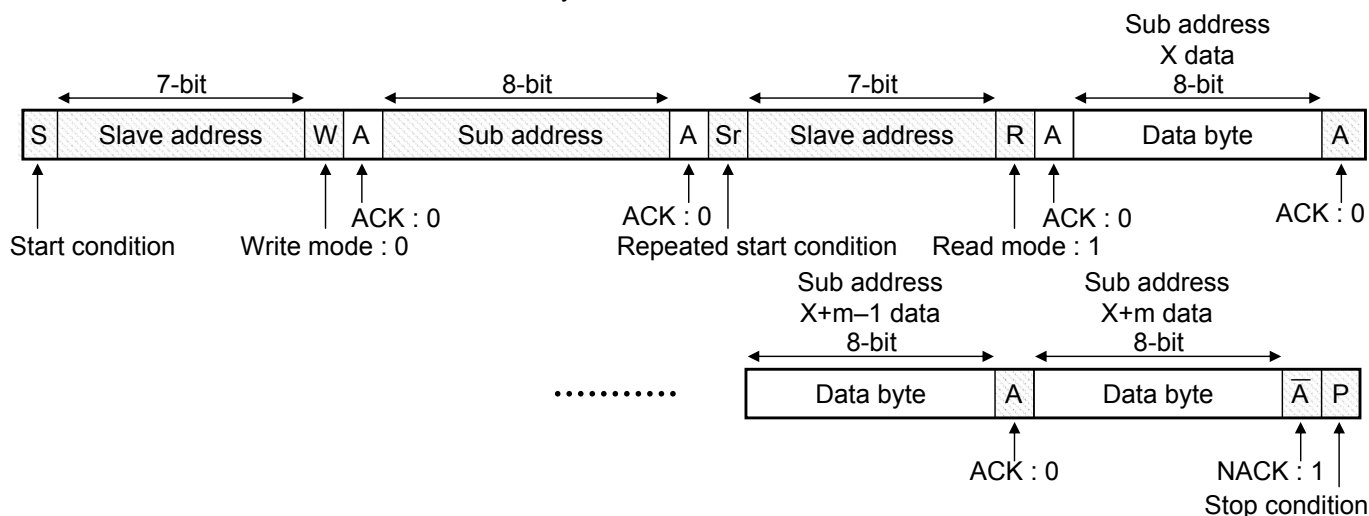 Sub address
X data
7-bit 8-bit 7-bit 8-bit
S Slave address W A Sub address A Sr Slave address R A Data byte A
ACK : 0 ACK : 0 ACK : 0 ACK : 0
Start condition Write mode : 0 Repeated start condition Read mode : 1
Sub address Sub address
X+m–1 data X+m data
8-bit 8-bit
Data byte A Data byte A̅ P
ACK : 0 NACK : 1
Stop condition